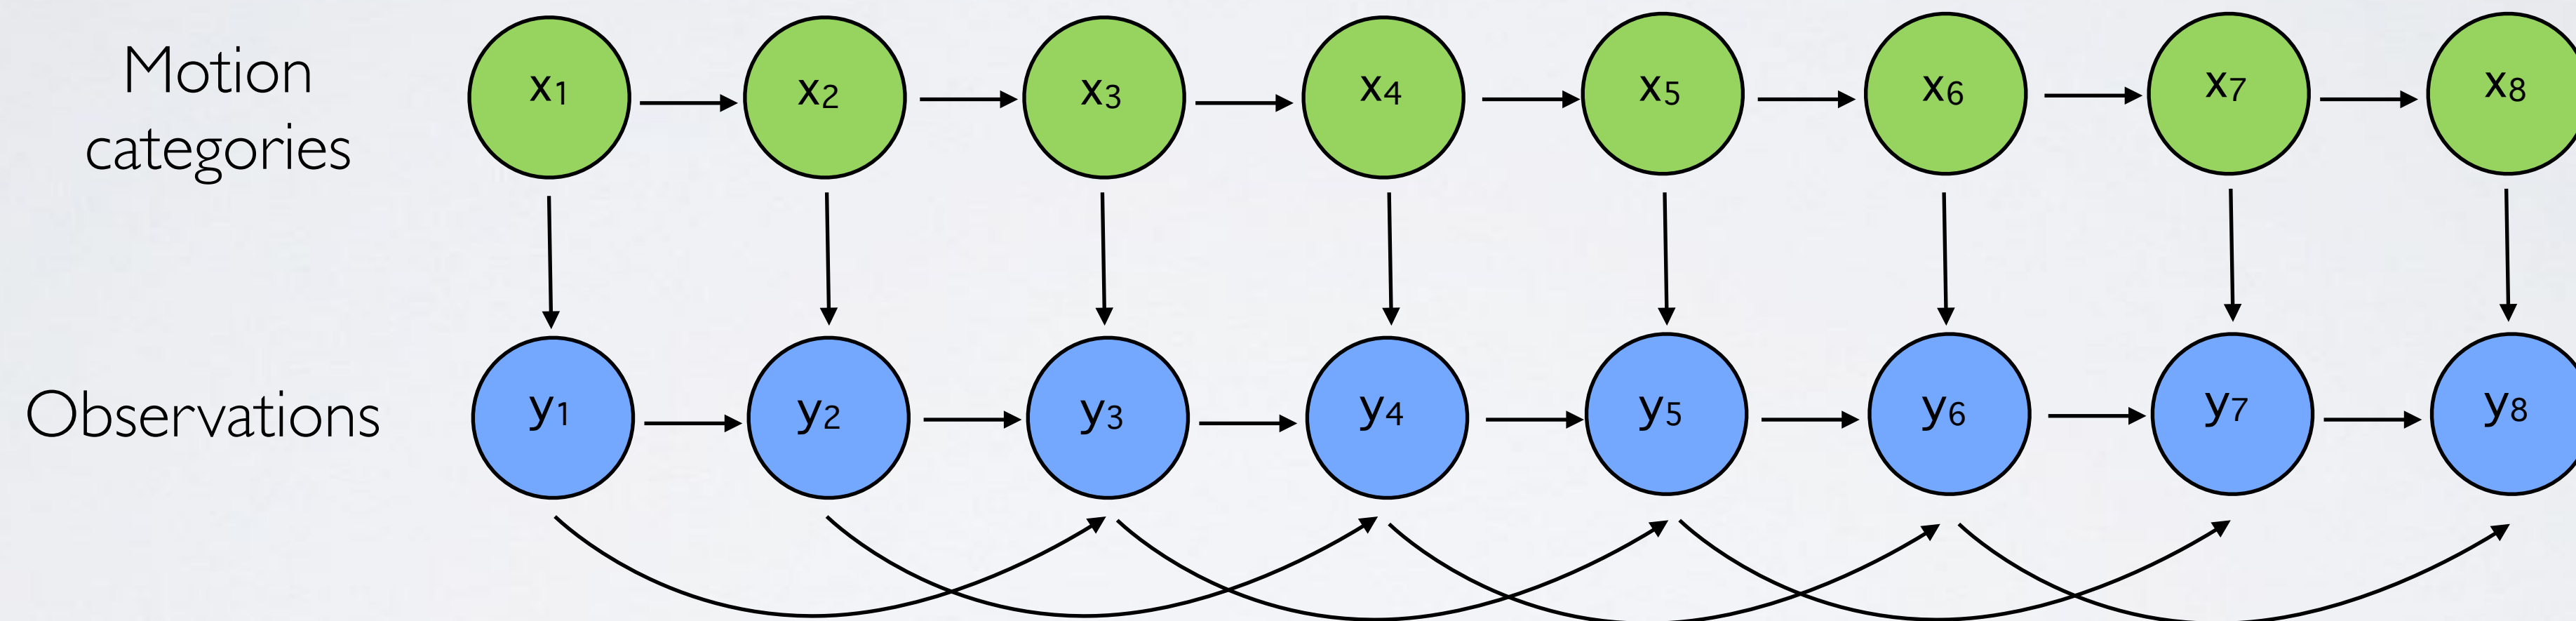 Motion
categories
x1 x2 x3 x4 x5 x6 x7 x8
Observations
y1 y2 y3 y4 y5 y6 y7 y8